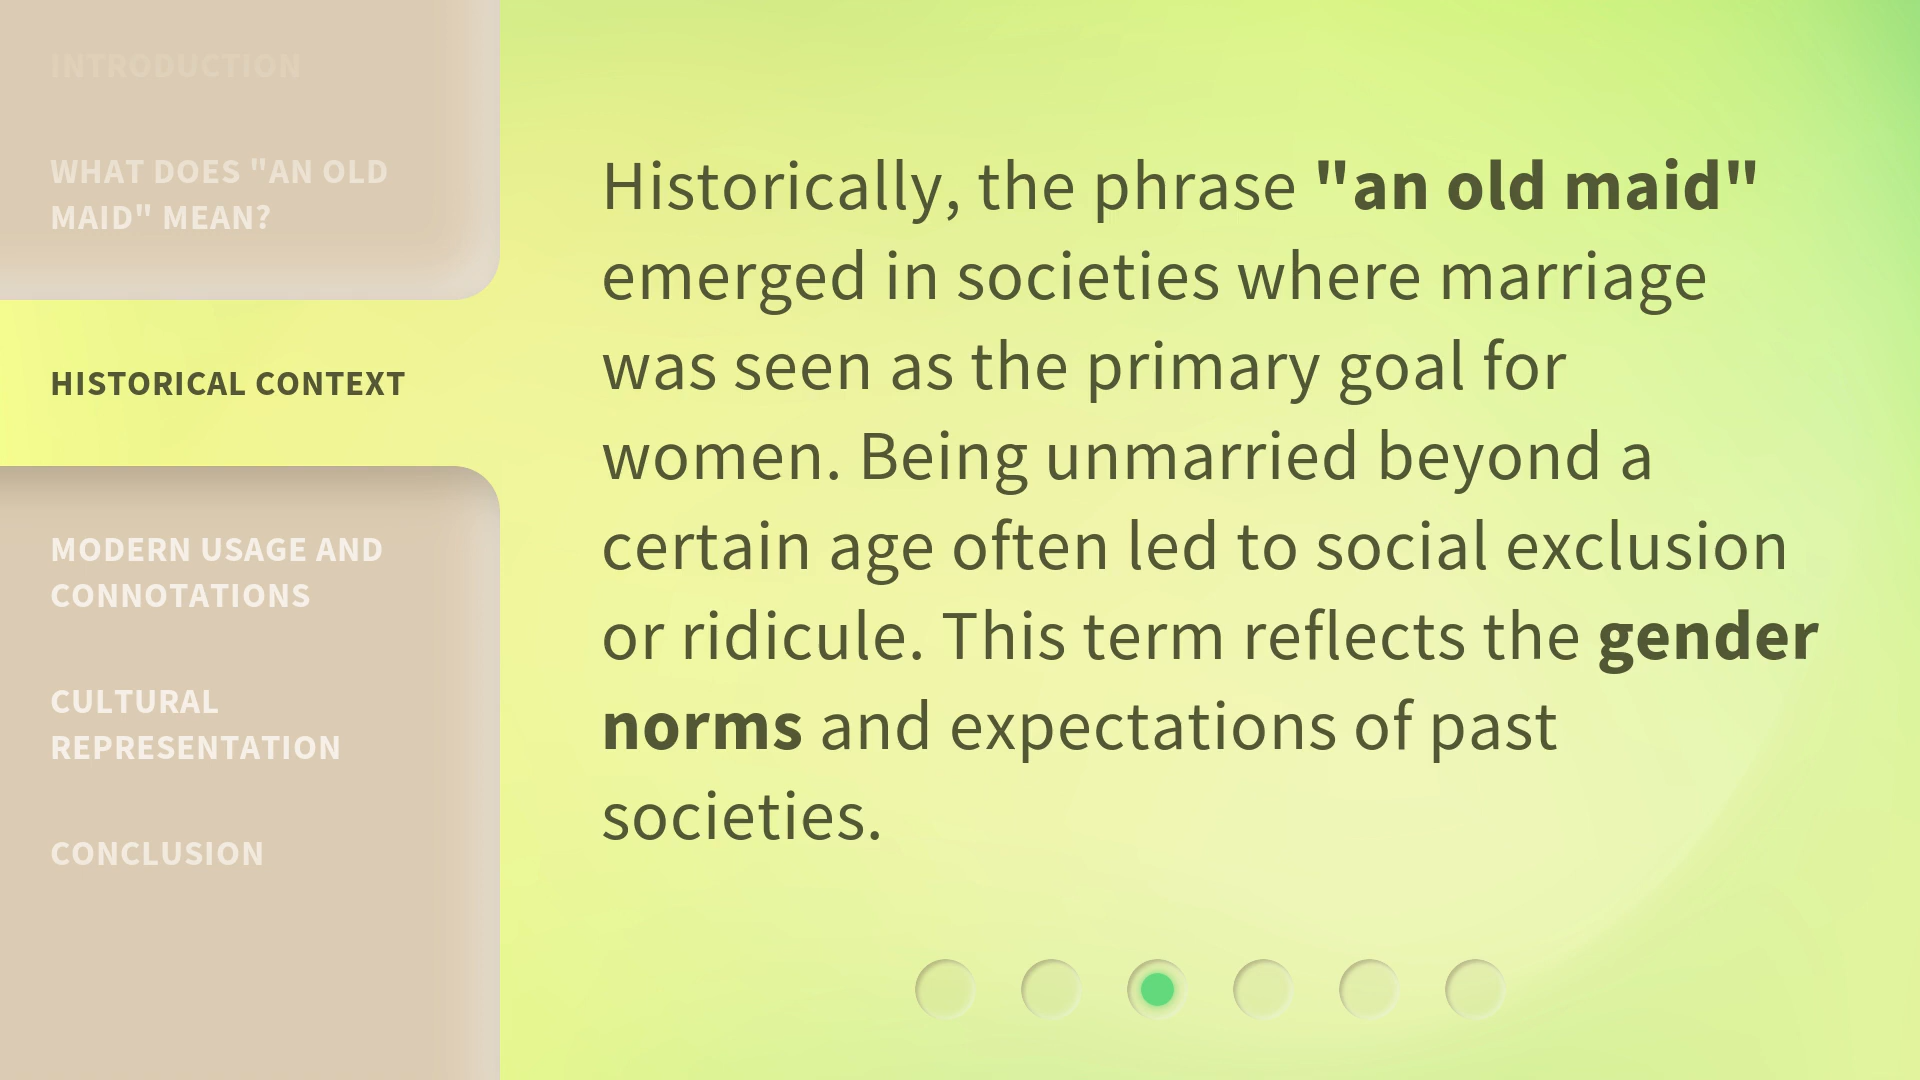 INTRODUCTION
WHAT DOES "AN OLD
MAID" MEAN?
HISTORICAL CONTEXT
MODERN USAGE AND
CONNOTATIONS
CULTURAL
REPRESENTATION
CONCLUSION
Historically, the phrase "an old maid"
emerged in societies where marriage
was seen as the primary goal for
women. Being unmarried beyond a
certain age often led to social exclusion
or ridicule. This term reflects the gender
norms and expectations of past
societies.